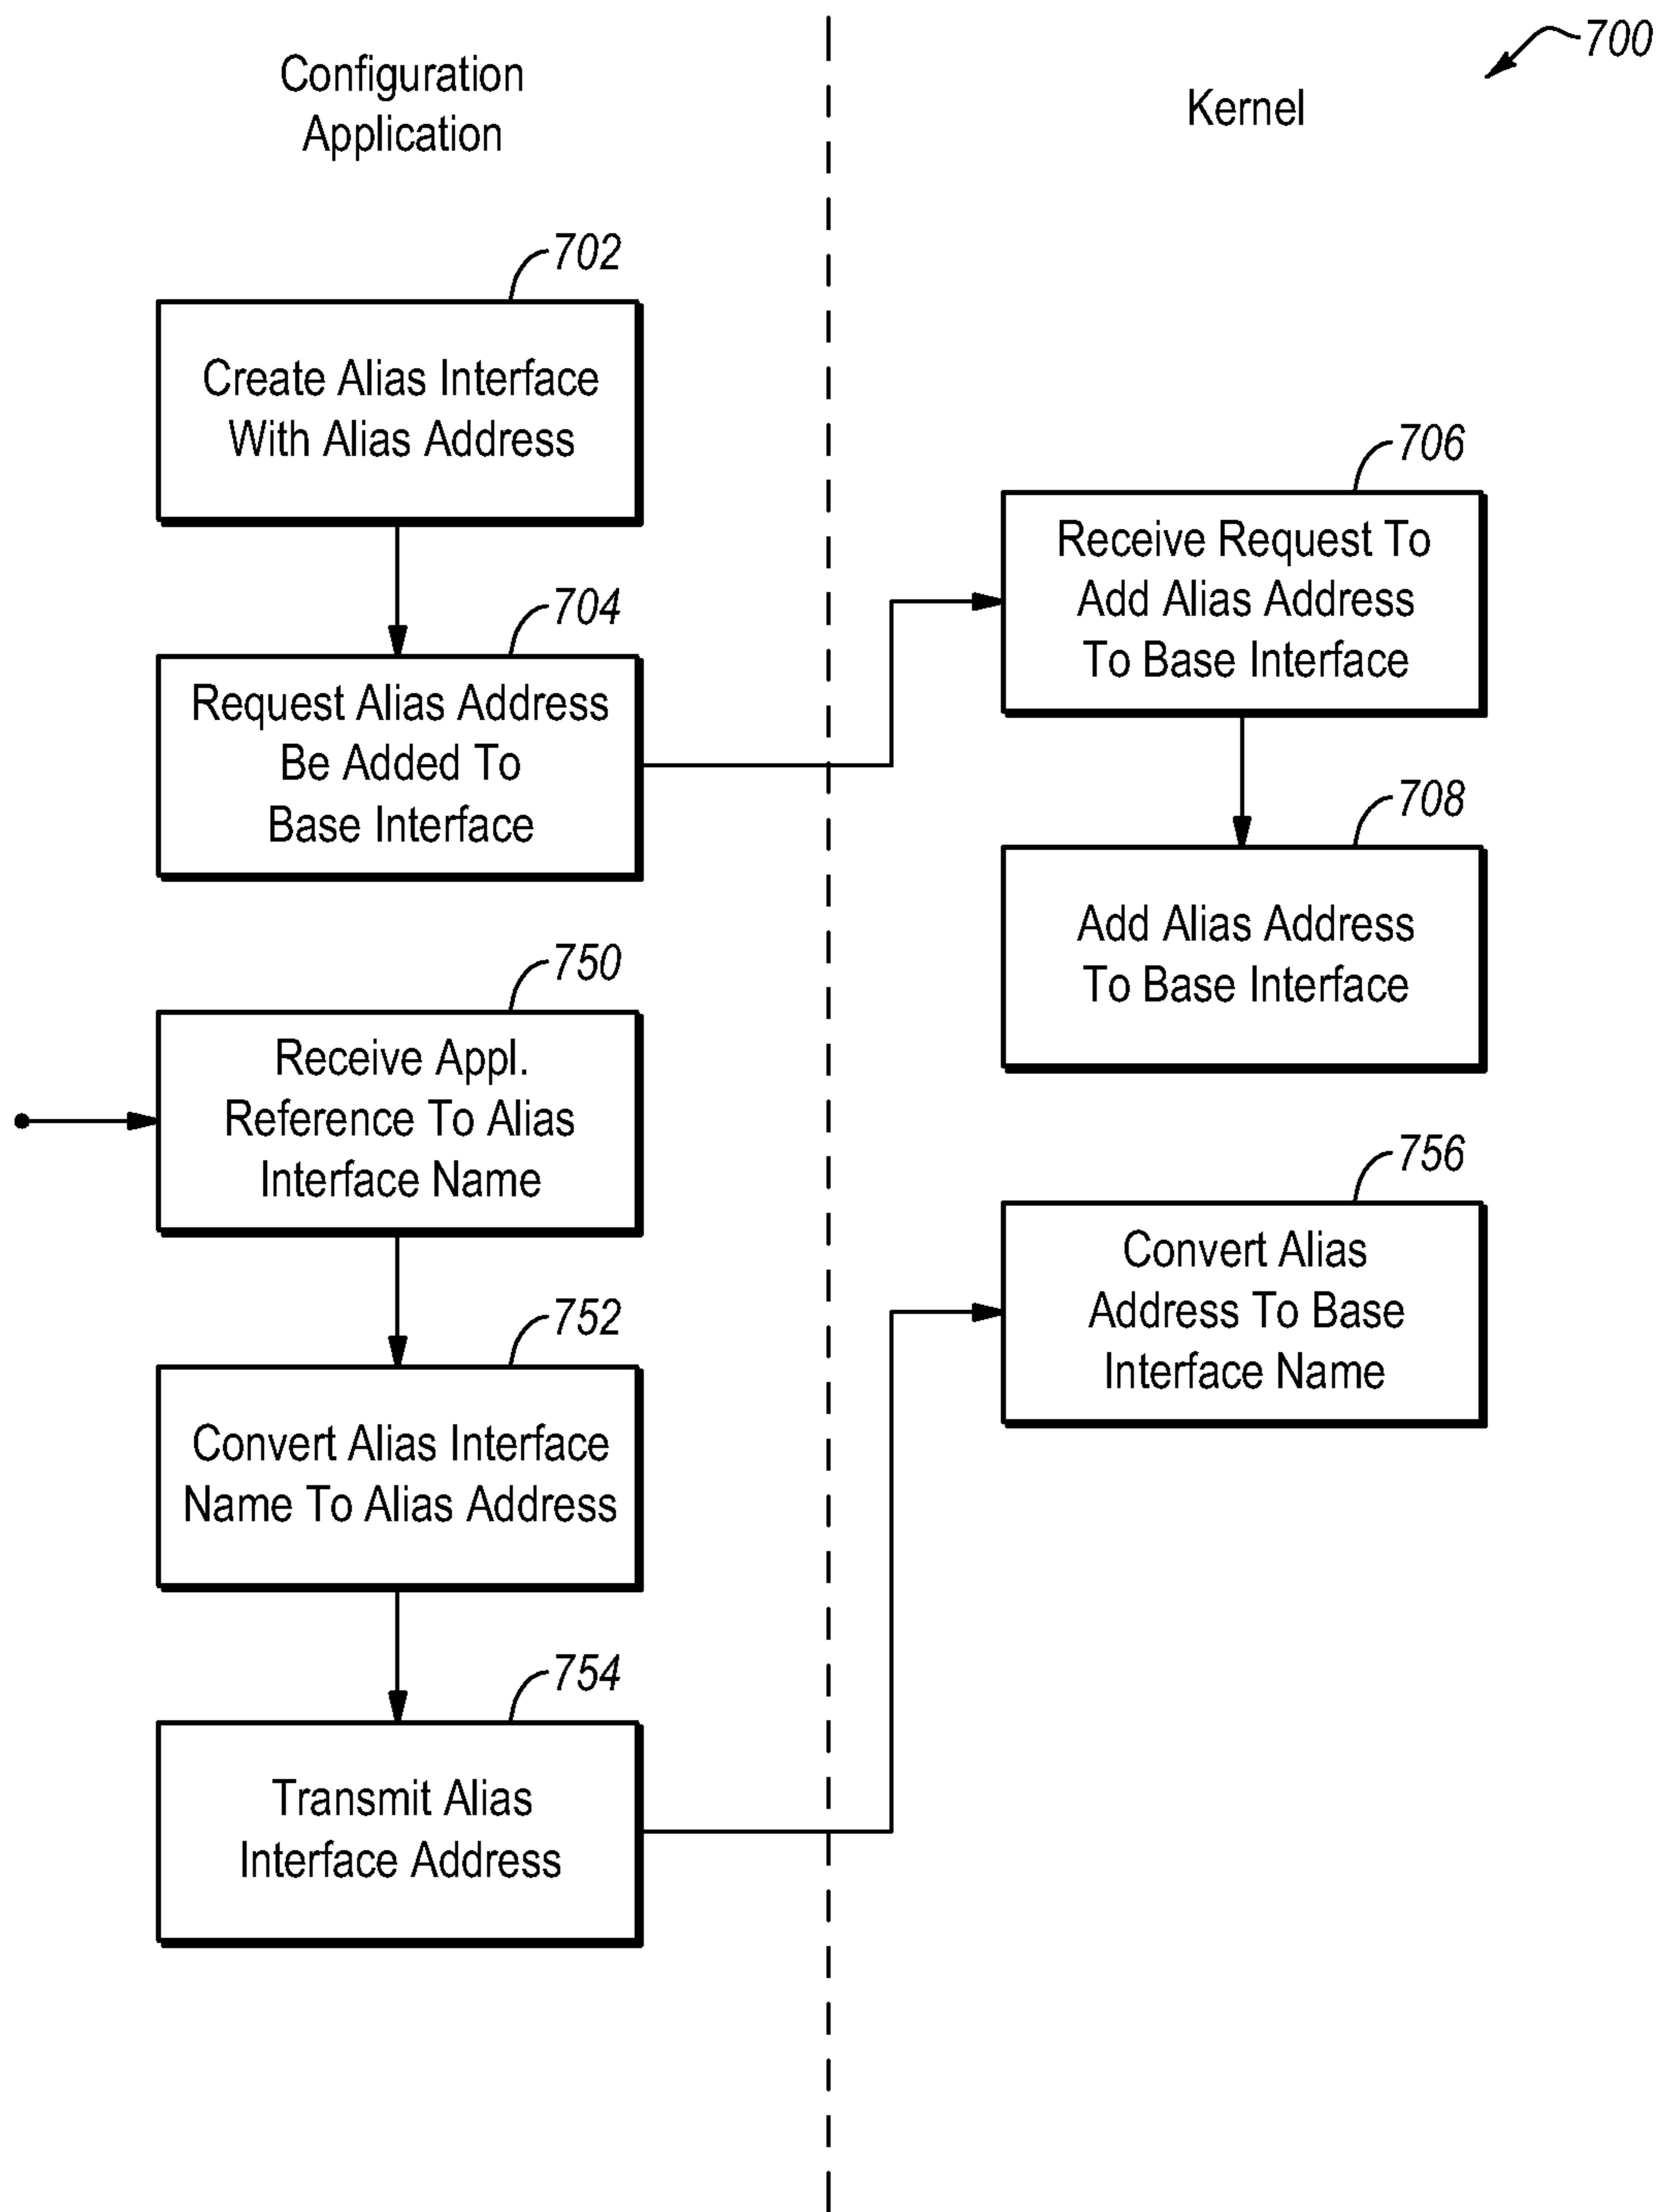 700
Configuration
Application
Kernel
702
Create Alias Interface
With Alias Address
704
Request Alias Address
Be Added To
Base Interface
706
Receive Request To
Add Alias Address
To Base Interface
708
Add Alias Address
To Base Interface
750
Receive Appl.
Reference To Alias
Interface Name
752
Convert Alias Interface
Name To Alias Address
754
Transmit Alias
Interface Address
756
Convert Alias
Address To Base
Interface Name